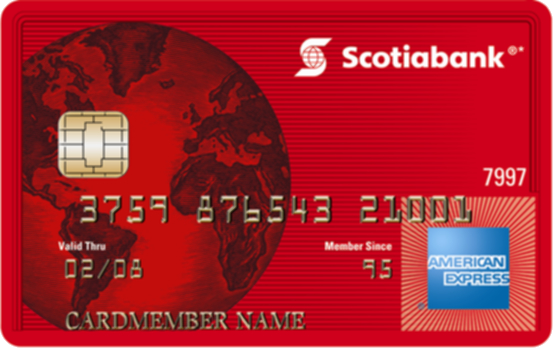 Scotiabank®*
7997
3759 876543 21001
Valid Thru Member Since
02/08 95
AMERICAN EXPRESS
CARDMEMBER NAME